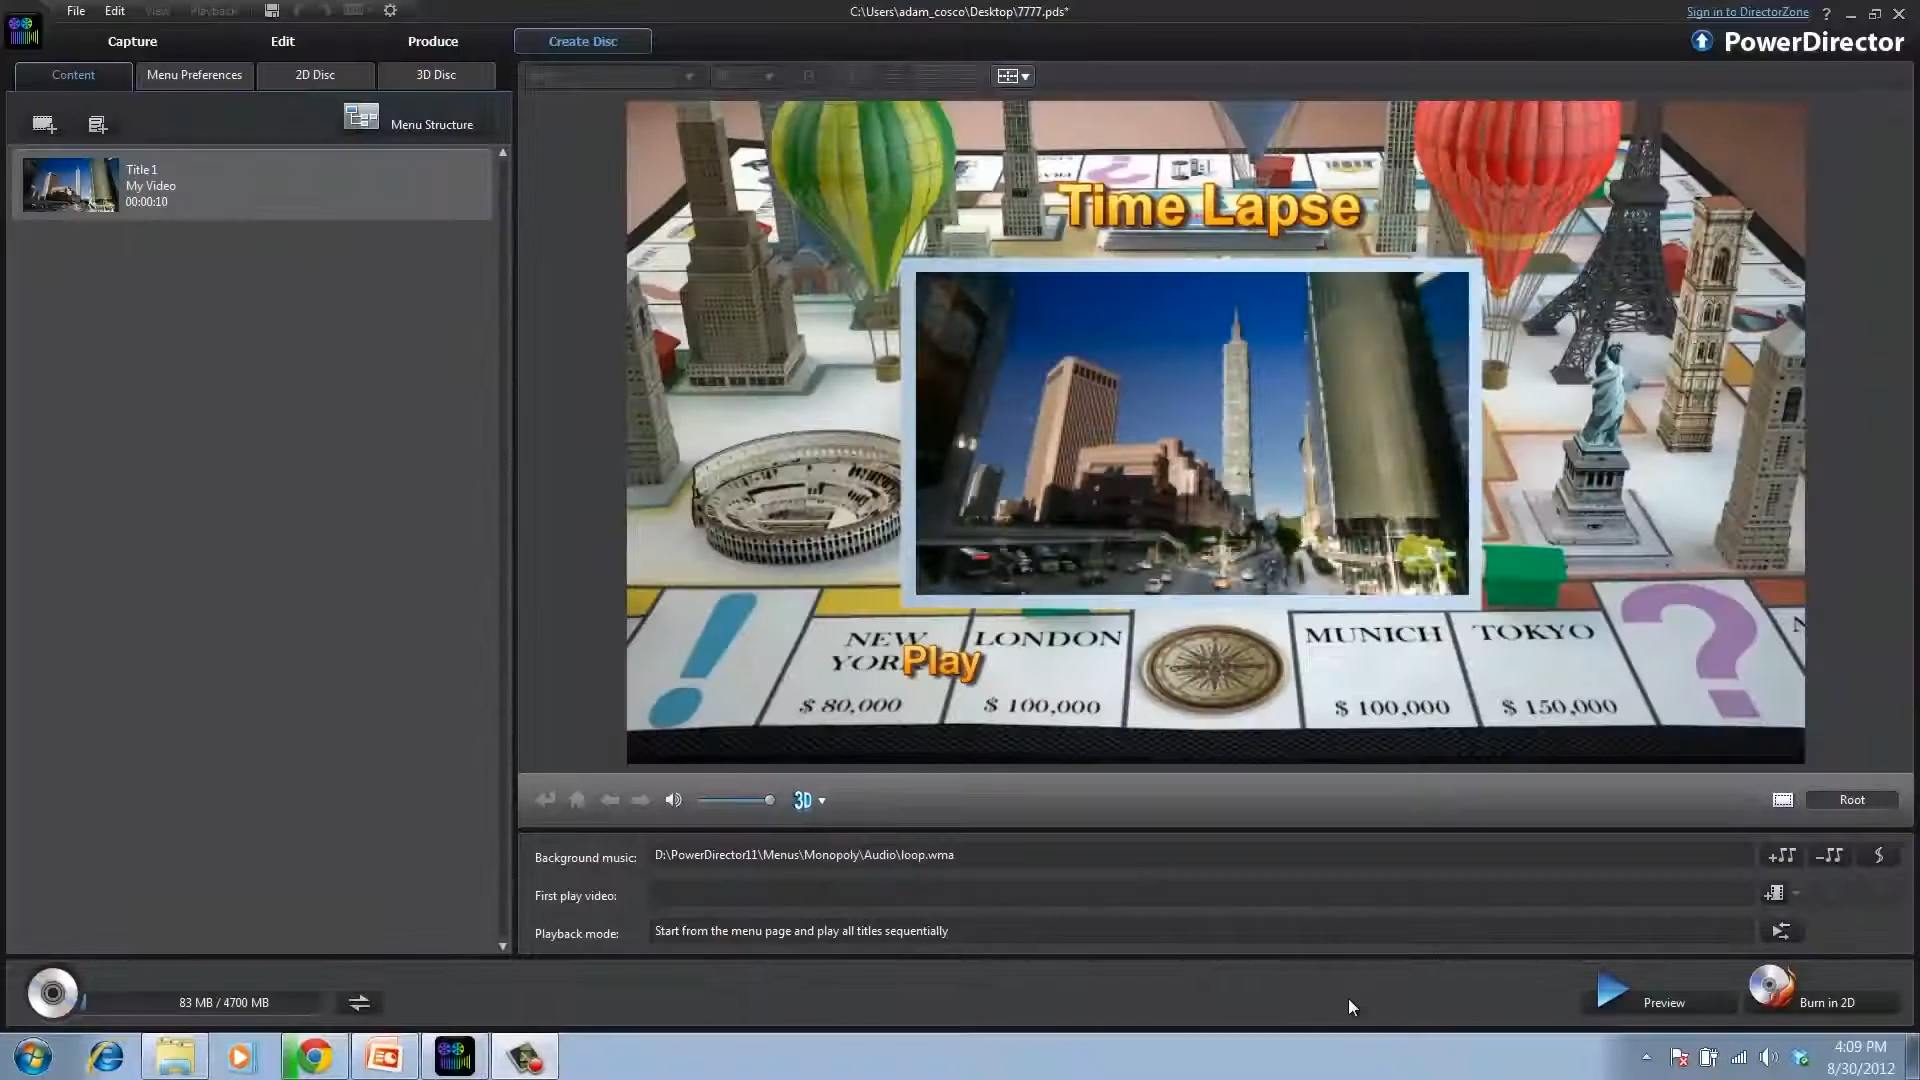 File
Edit
View
Playback
C:\Users\adam_cosco\Desktop\7777.pds*
Sign in to DirectorZone
?
Capture
Edit
Produce
Create Disc
PowerDirector
Content
Menu Preferences
2D Disc
3D Disc
Menu Structure
Title 1
My Video
00:00:10
Time Lapse
NEW
YOR
LONDON
MUNICH
TOKYO
Play
$ 80,000
$ 100,000
$ 100,000
$ 150,000
3D
Root
Background music:
D:\PowerDirector11\Menus\Monopoly\Audio\loop.wma
First play video:
Playback mode:
Start from the menu page and play all titles sequentially
83 MB / 4700 MB
Preview
Burn in 2D
4:09 PM
8/30/2012